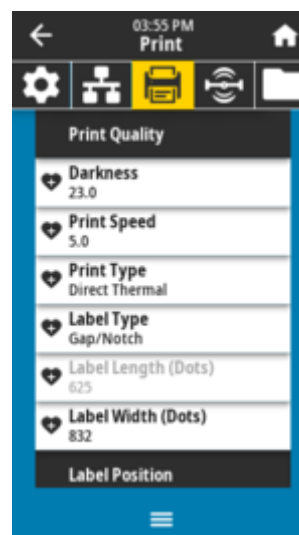 03:55 PM
Print
Print Quality
Darkness
23.0
Print Speed
5.0
Print Type
Direct Thermal
Label Type
Gap/Notch
Label Length (Dots)
625
Label Width (Dots)
832
Label Position